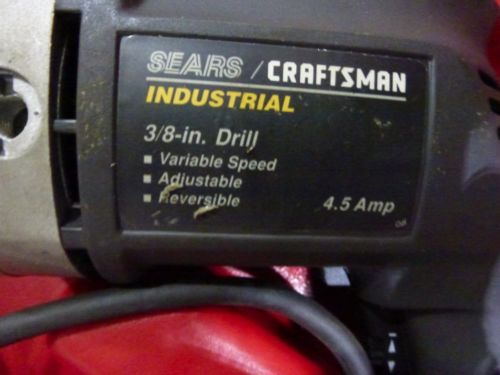 SEARS / CRAFTSMAN
INDUSTRIAL
3/8-in. Drill
■ Variable Speed
■ Adjustable
■ Reversible 4.5 Amp